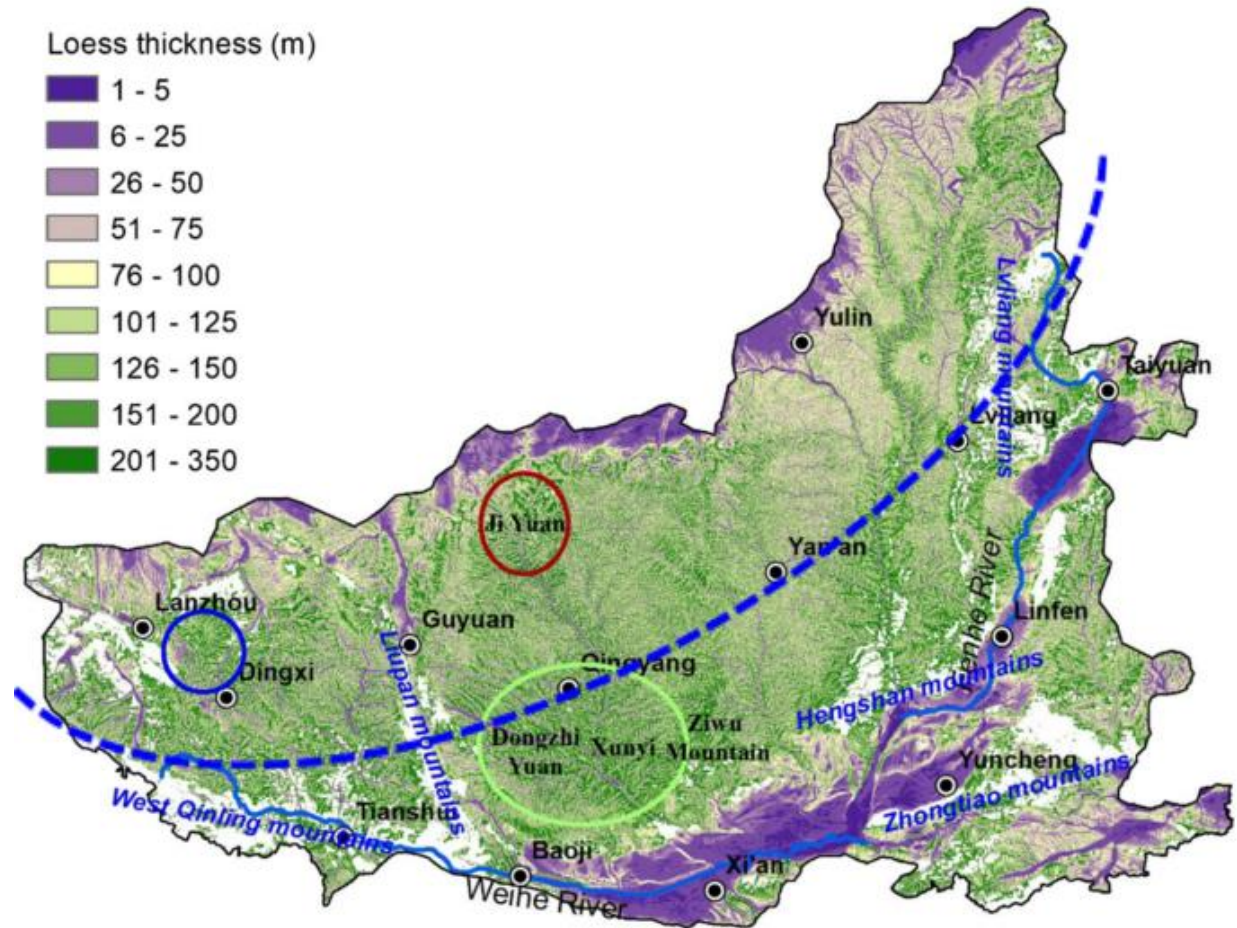 Loess thickness (m)
1 - 5
6 - 25
26 - 50
51 - 75
76 - 100
101 - 125
126 - 150
151 - 200
201 - 350
Yulin
Lvliang mountains
Taiyuan
Lvliang
Ji Yuan
Yan'an
Lanzhou
Guyuan
Linfen
Dingxi
Liupan mountains
Qingyang
Fenhe River
Hengshan mountains
Dongzhi
Yuan
Xunyi
Ziwu
Mountain
Yuncheng
Zhongtiao mountains
West Qinling mountains
Tianshui
Baoji
Xi'an
Weihe River